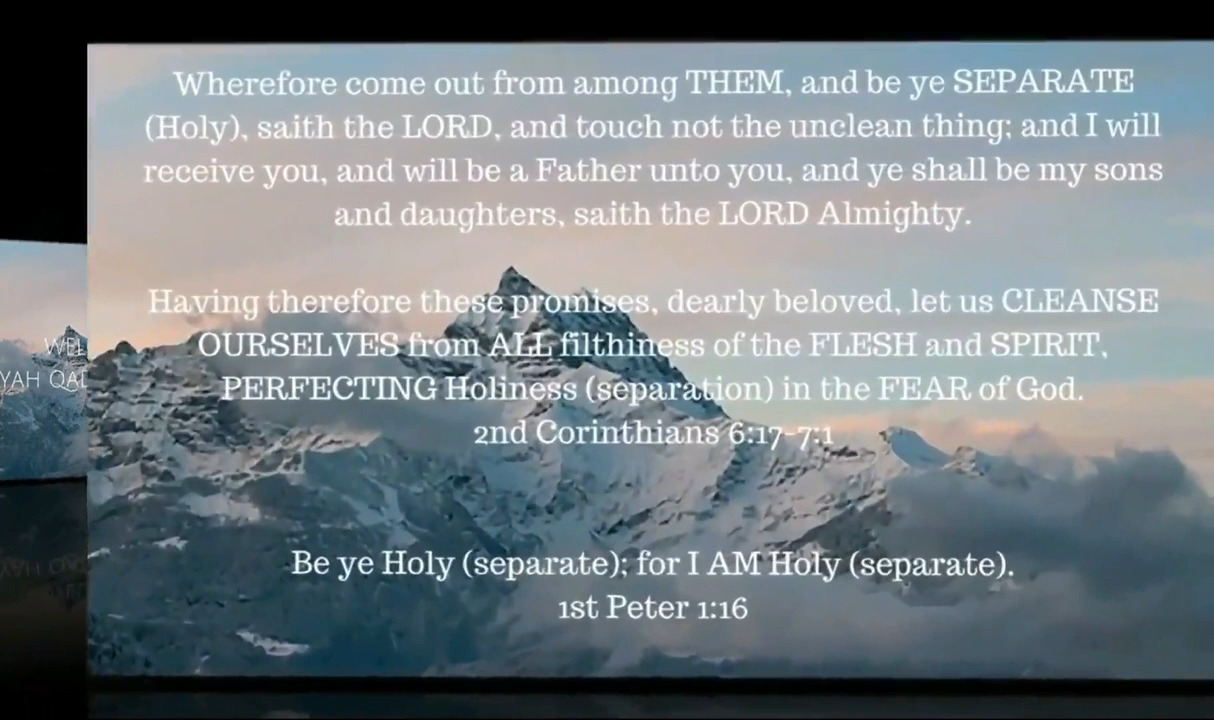 Wherefore come out from among THEM, and be ye SEPARATE
(Holy), saith the LORD, and touch not the unclean thing; and I will
receive you, and will be a Father unto you, and ye shall be my sons
and daughters, saith the LORD Almighty.
Having therefore these promises, dearly beloved, let us CLEANSE
OURSELVES from ALL filthiness of the FLESH and SPIRIT,
PERFECTING Holiness (separation) in the FEAR of God.
2nd Corinthians 6:17-7:1
Be ye Holy (separate); for I AM Holy (separate).
1st Peter 1:16
WEL
YAH QAD